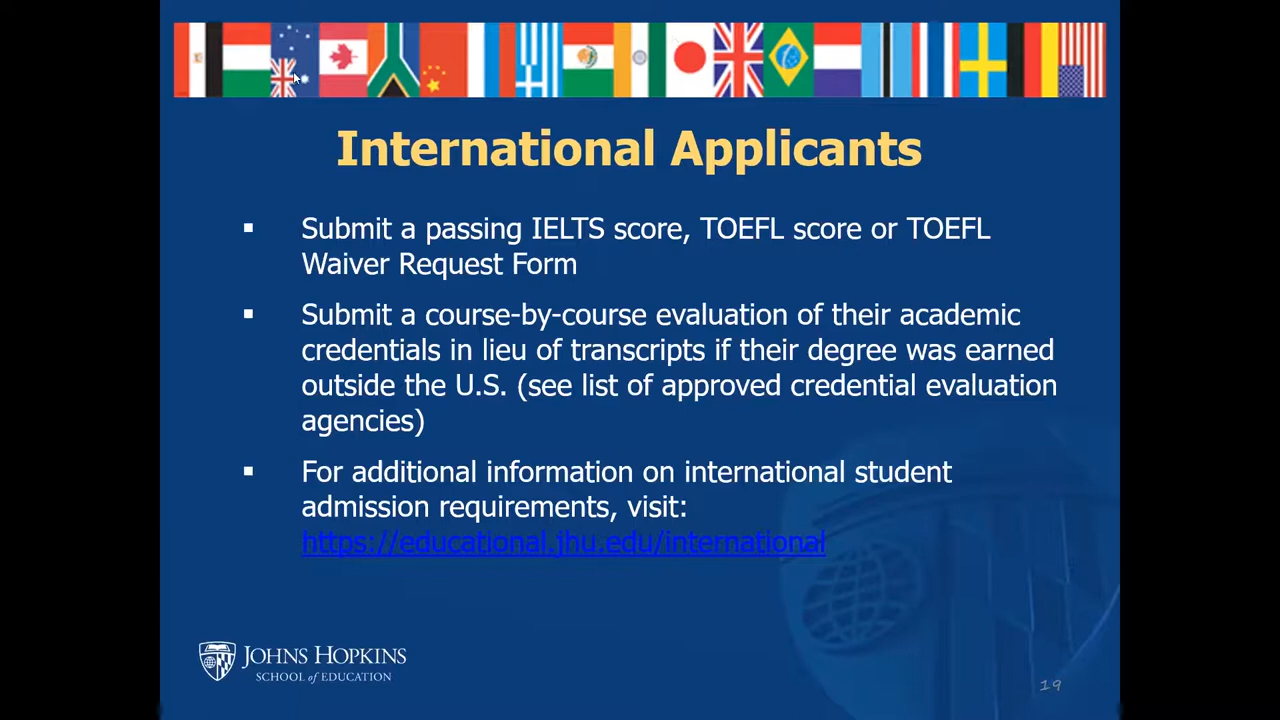 International Applicants
▪ Submit a passing IELTS score, TOEFL score or TOEFL
Waiver Request Form
▪ Submit a course-by-course evaluation of their academic
credentials in lieu of transcripts if their degree was earned
outside the U.S. (see list of approved credential evaluation
agencies)
▪ For additional information on international student
admission requirements, visit:
https://educational.jhu.edu/international
JOHNS HOPKINS
SCHOOL of EDUCATION
19